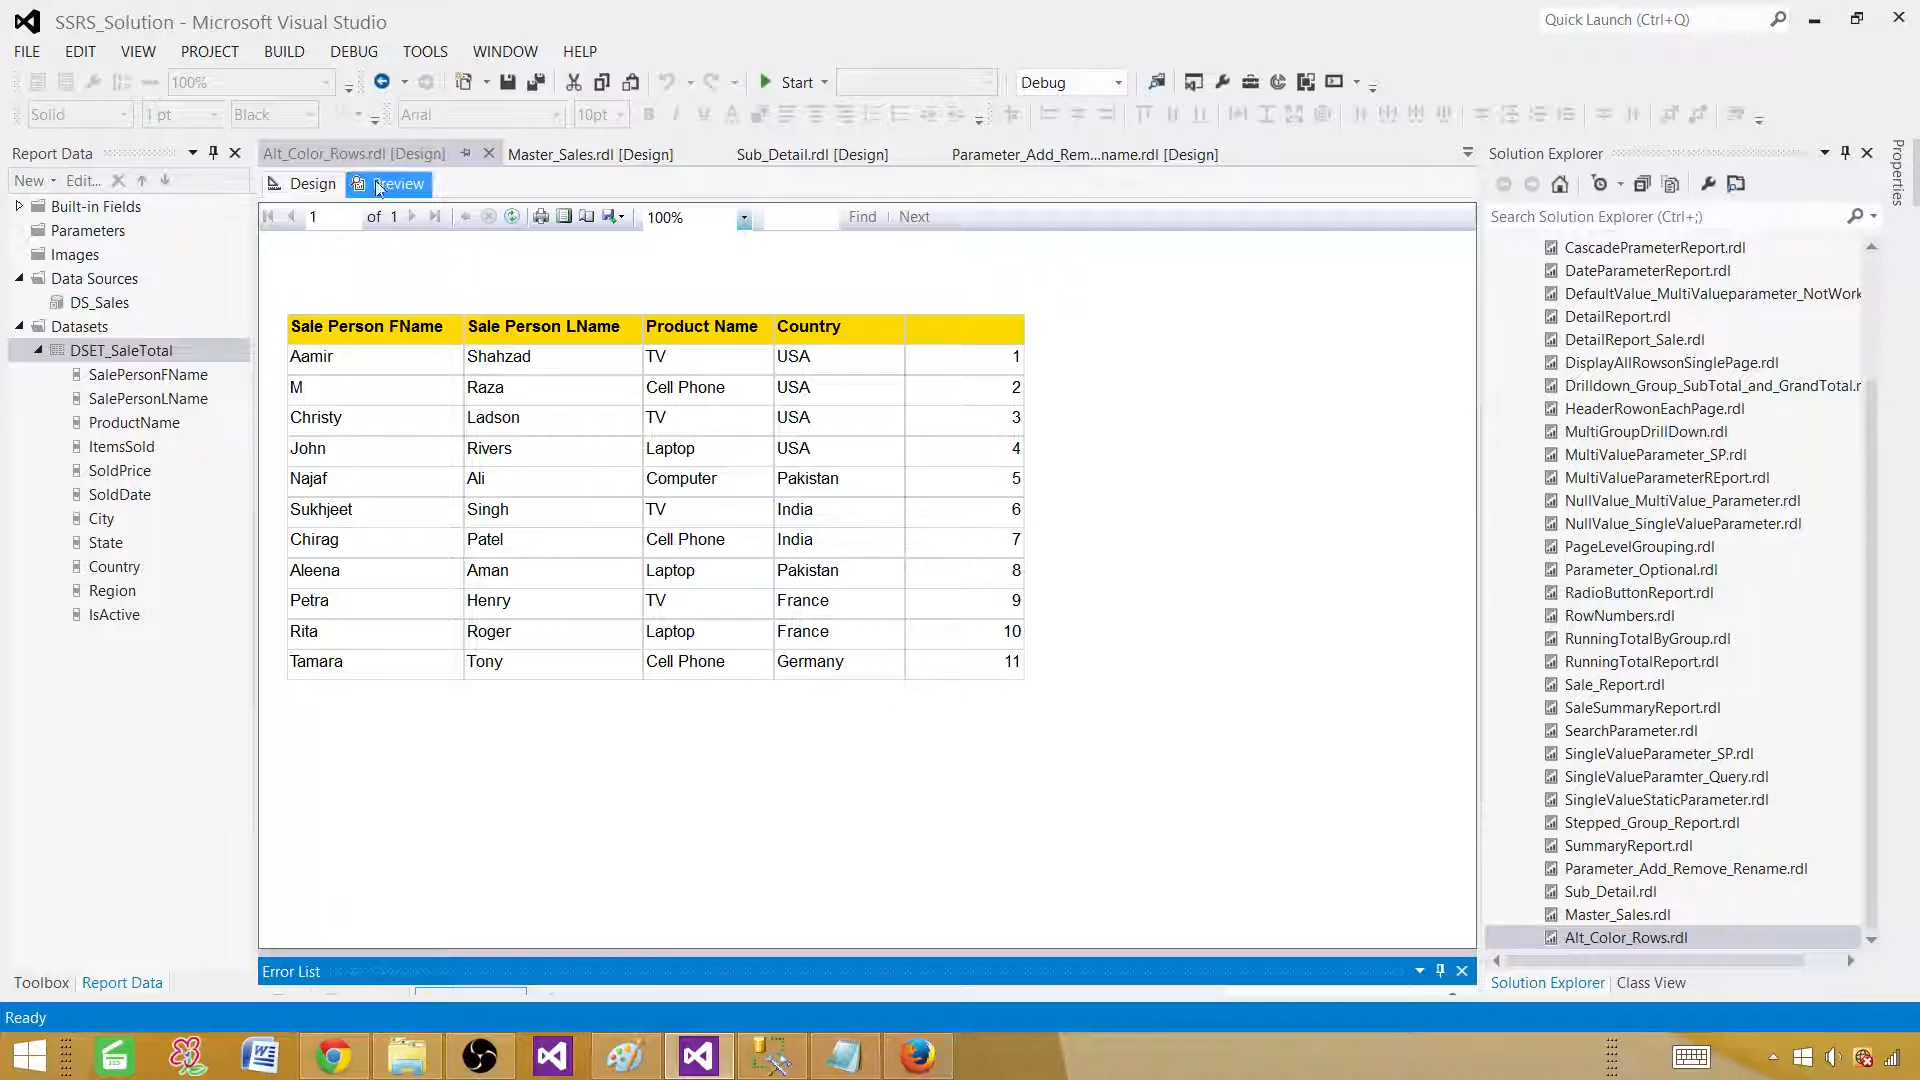 SSRS_Solution - Microsoft Visual Studio
Quick Launch (Ctrl+Q)
FILE EDIT VIEW PROJECT BUILD DEBUG TOOLS WINDOW HELP
100% Start Debug
Solid 1 pt Black Arial 10pt
Report Data
New Edit...
Built-in Fields
Parameters
Images
Data Sources
DS_Sales
Datasets
DSET_SaleTotal
SalePersonFName
SalePersonLName
ProductName
ItemsSold
SoldPrice
SoldDate
City
State
Country
Region
IsActive
Toolbox Report Data
Alt_Color_Rows.rdl [Design] Master_Sales.rdl [Design] Sub_Detail.rdl [Design] Parameter_Add_Rem...name.rdl [Design]
Design Preview
1 of 1 100% Find Next
Sale Person FName Sale Person LName Product Name Country
Aamir Shahzad TV USA 1
M Raza Cell Phone USA 2
Christy Ladson TV USA 3
John Rivers Laptop USA 4
Najaf Ali Computer Pakistan 5
Sukhjeet Singh TV India 6
Chirag Patel Cell Phone India 7
Aleena Aman Laptop Pakistan 8
Petra Henry TV France 9
Rita Roger Laptop France 10
Tamara Tony Cell Phone Germany 11
Error List
Solution Explorer
Search Solution Explorer (Ctrl+;)
CascadePrameterReport.rdl
DateParameterReport.rdl
DefaultValue_MultiValueparameter_NotWork
DetailReport.rdl
DetailReport_Sale.rdl
DisplayAllRowsonSinglePage.rdl
Drilldown_Group_SubTotal_and_GrandTotal.r
HeaderRowonEachPage.rdl
MultiGroupDrillDown.rdl
MultiValueParameter_SP.rdl
MultiValueParameterREport.rdl
NullValue_MultiValue_Parameter.rdl
NullValue_SingleValueParameter.rdl
PageLevelGrouping.rdl
Parameter_Optional.rdl
RadioButtonReport.rdl
RowNumbers.rdl
RunningTotalByGroup.rdl
RunningTotalReport.rdl
Sale_Report.rdl
SaleSummaryReport.rdl
SearchParameter.rdl
SingleValueParameter_SP.rdl
SingleValueParamter_Query.rdl
SingleValueStaticParameter.rdl
Stepped_Group_Report.rdl
SummaryReport.rdl
Parameter_Add_Remove_Rename.rdl
Sub_Detail.rdl
Master_Sales.rdl
Alt_Color_Rows.rdl
Solution Explorer Class View
Properties
Ready